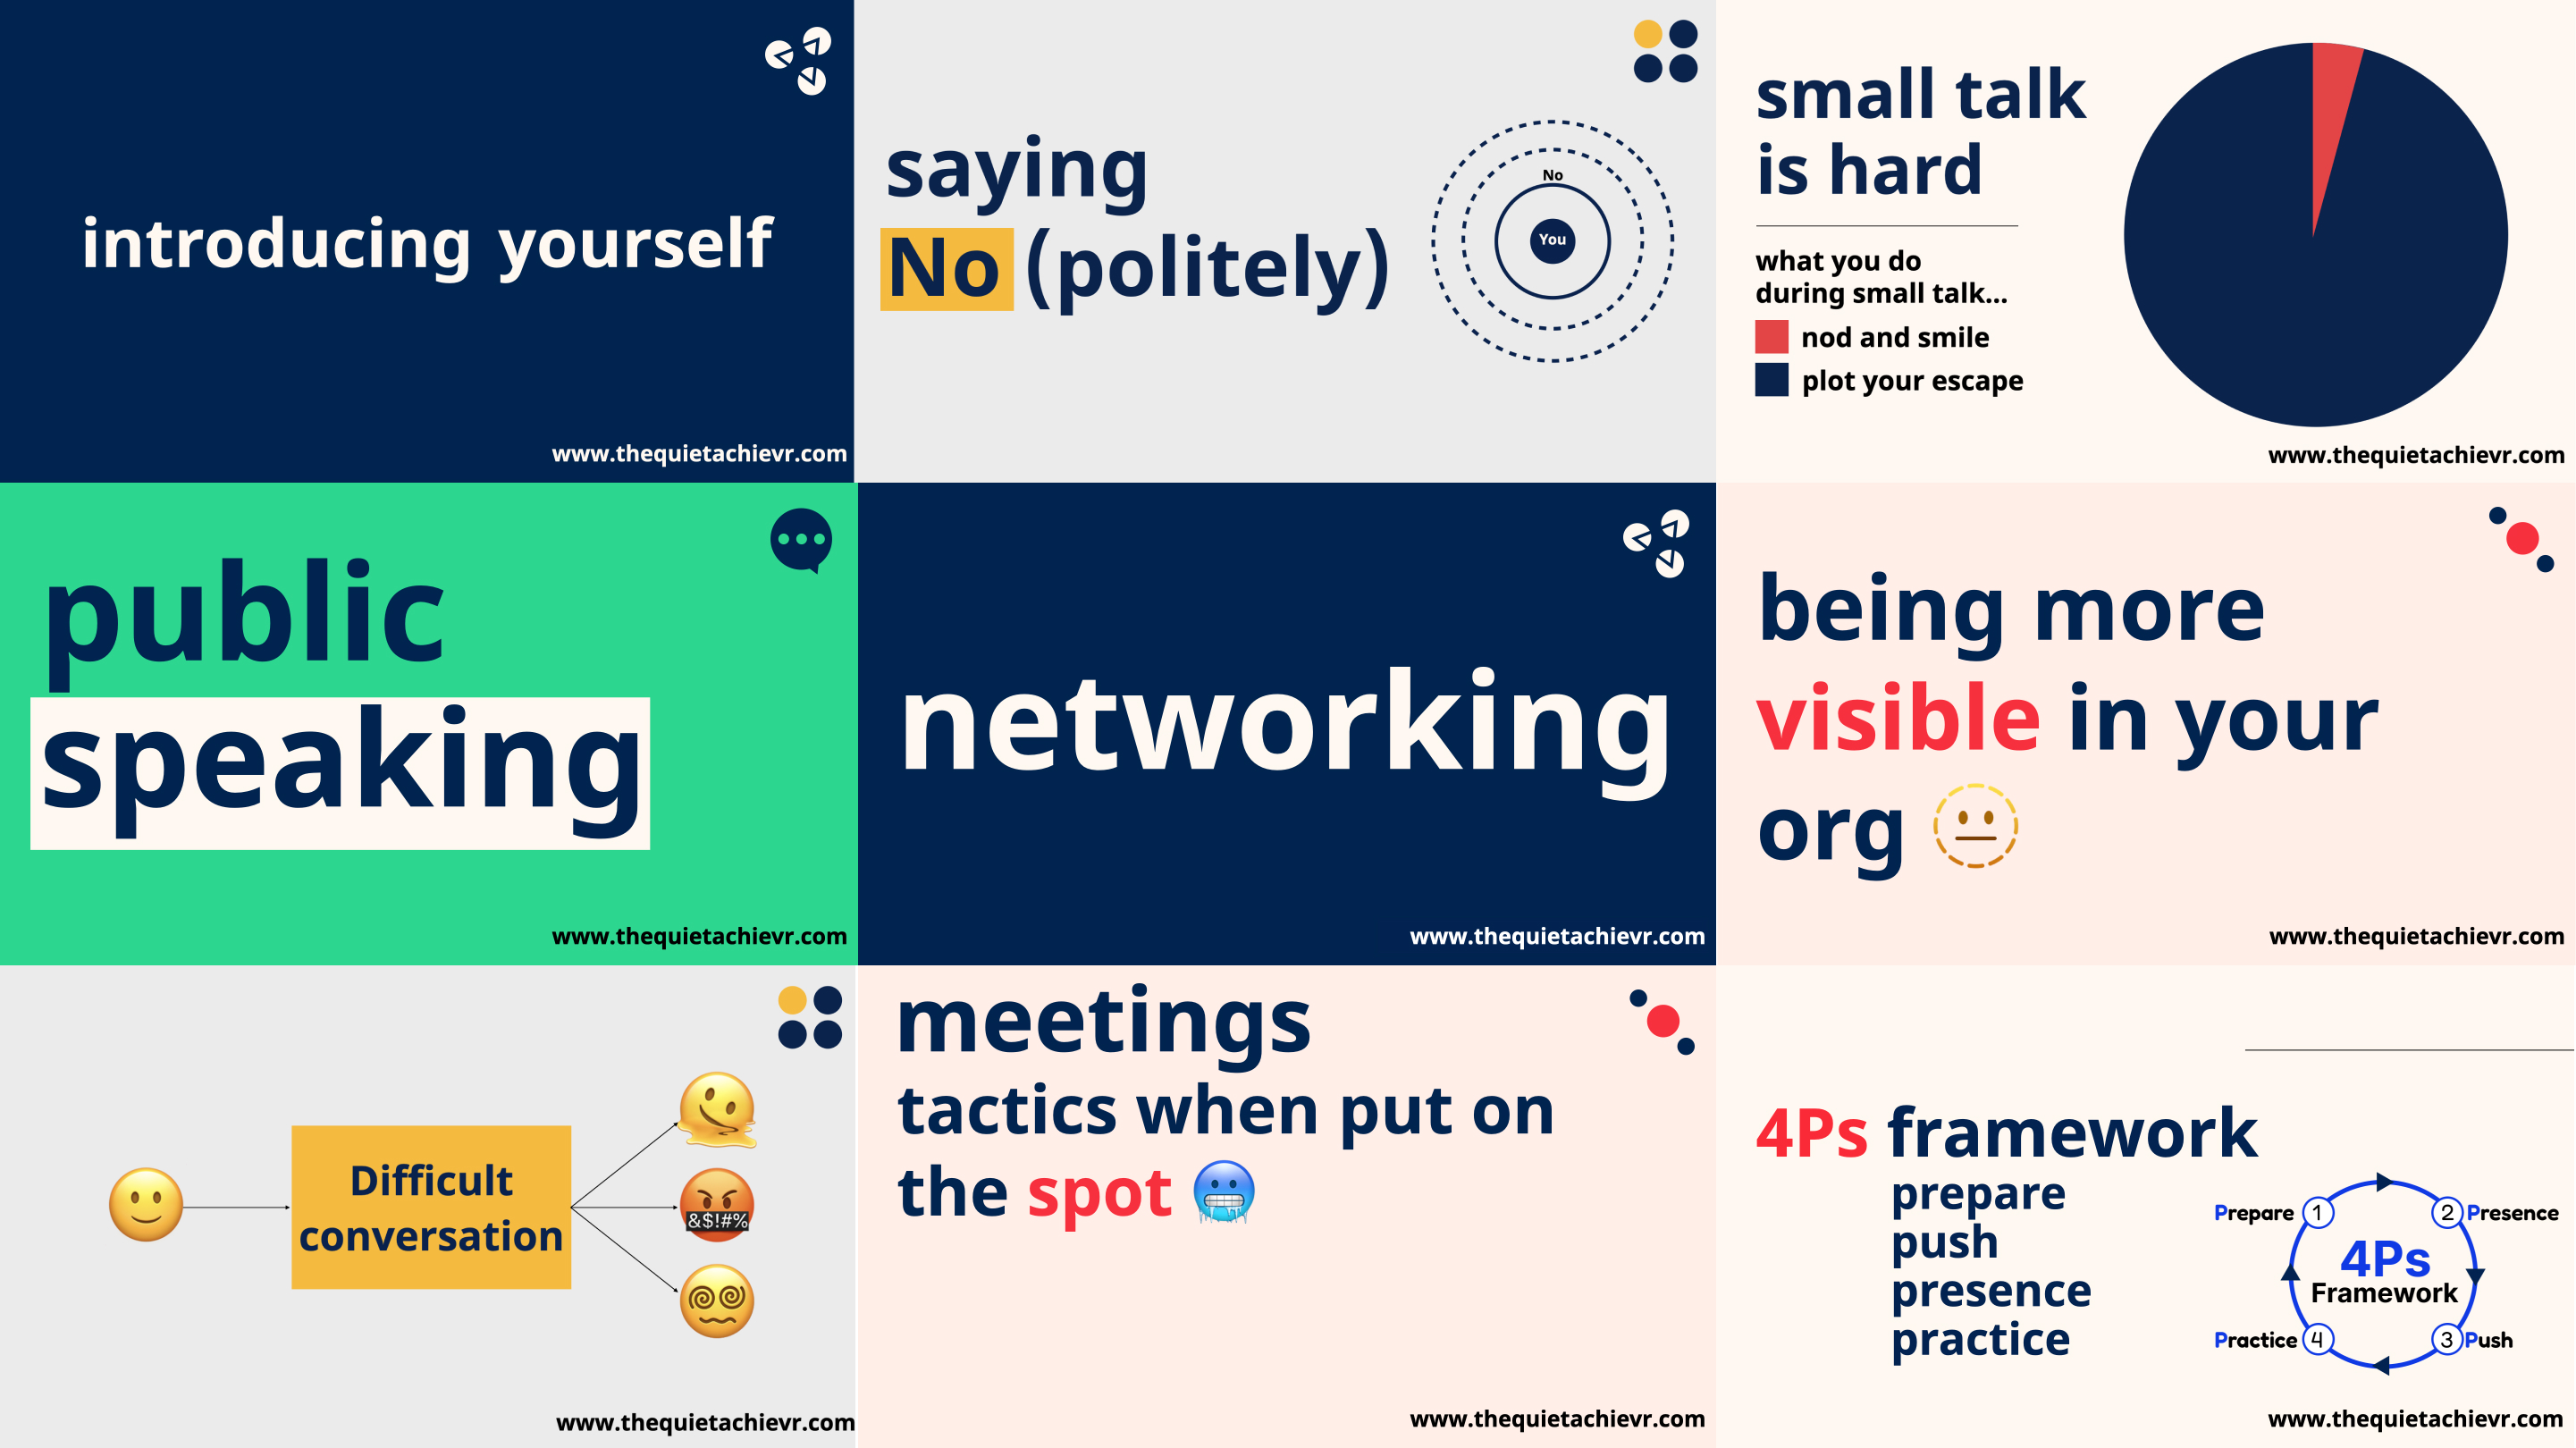 introducing yourself
www.thequietachievr.com
saying
No (politely)
No
You
small talk
is hard
what you do
during small talk...
nod and smile
plot your escape
www.thequietachievr.com
public
speaking
www.thequietachievr.com
networking
www.thequietachievr.com
being more
visible in your
org
www.thequietachievr.com
Difficult
conversation
&$!#%
www.thequietachievr.com
meetings
tactics when put on
the spot
www.thequietachievr.com
4Ps framework
prepare
push
presence
practice
Prepare 1
2 Presence
4Ps
Framework
Practice 4
3 Push
www.thequietachievr.com